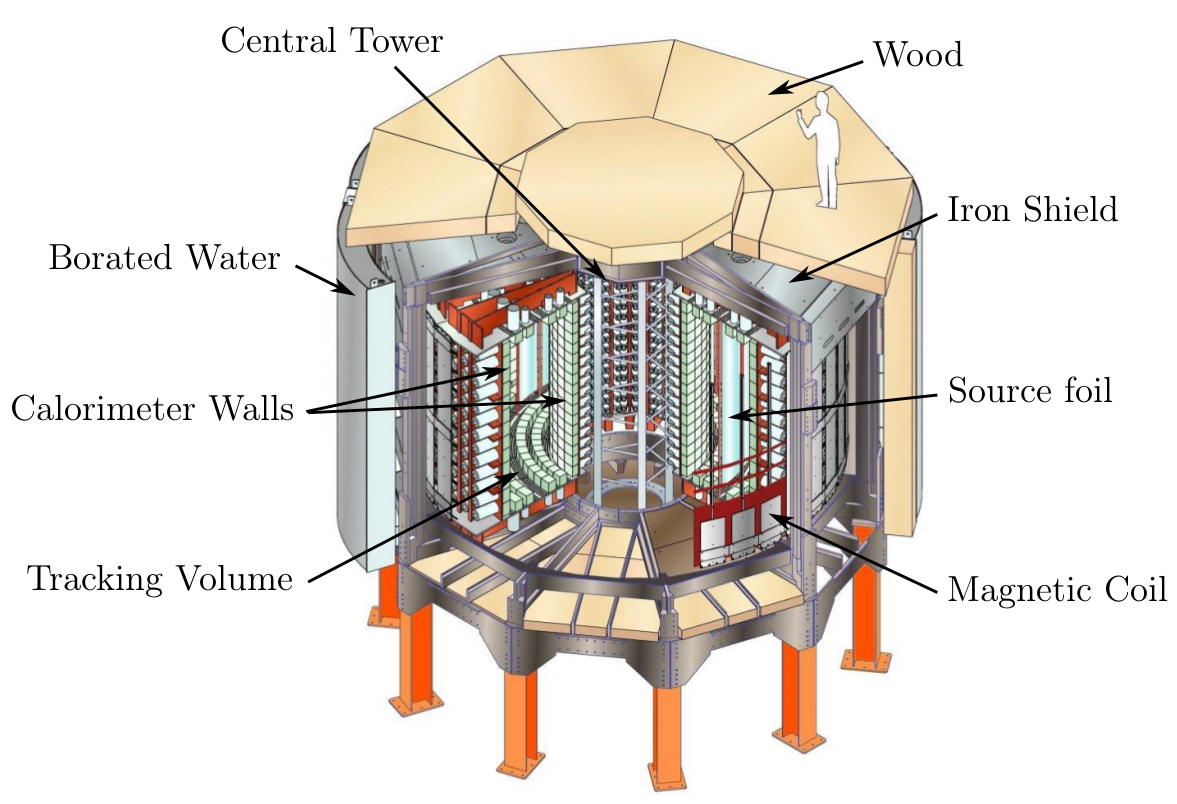 Central Tower
Wood
Iron Shield
Borated Water
Source foil
Calorimeter Walls
Tracking Volume
Magnetic Coil